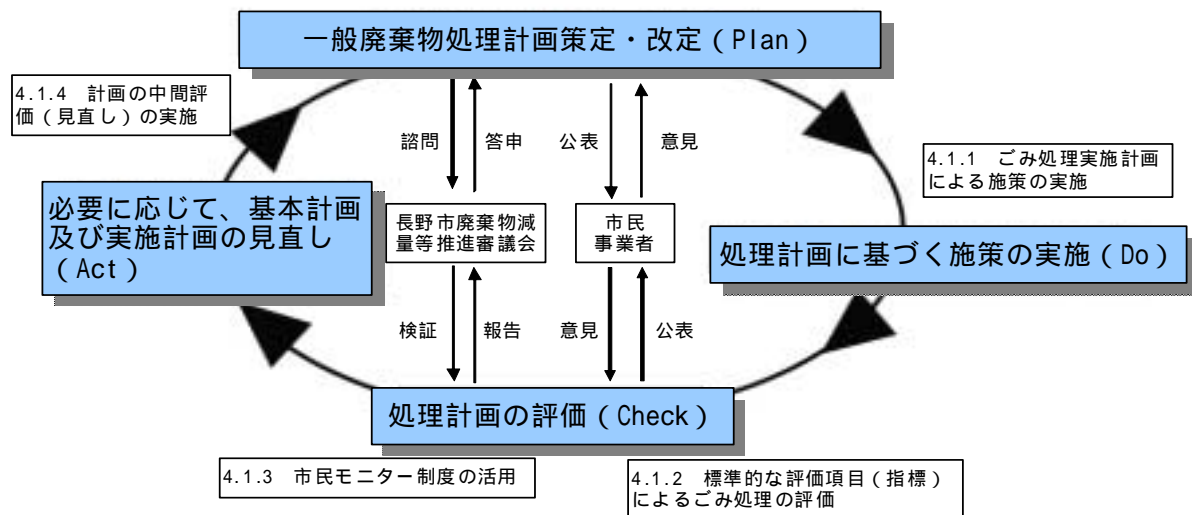 一般廃棄物処理計画策定・改定（Plan）
4.1.4　計画の中間評
価（見直し）の実施
諮問
答申
公表
意見
4.1.1　ごみ処理実施計画
による施策の実施
必要に応じて、基本計画
及び実施計画の見直し
（Act）
長野市廃棄物減
量等推進審議会
市民
事業者
処理計画に基づく施策の実施（Do）
検証
報告
意見
公表
処理計画の評価（Check）
4.1.3　市民モニター制度の活用
4.1.2　標準的な評価項目（指標）
によるごみ処理の評価